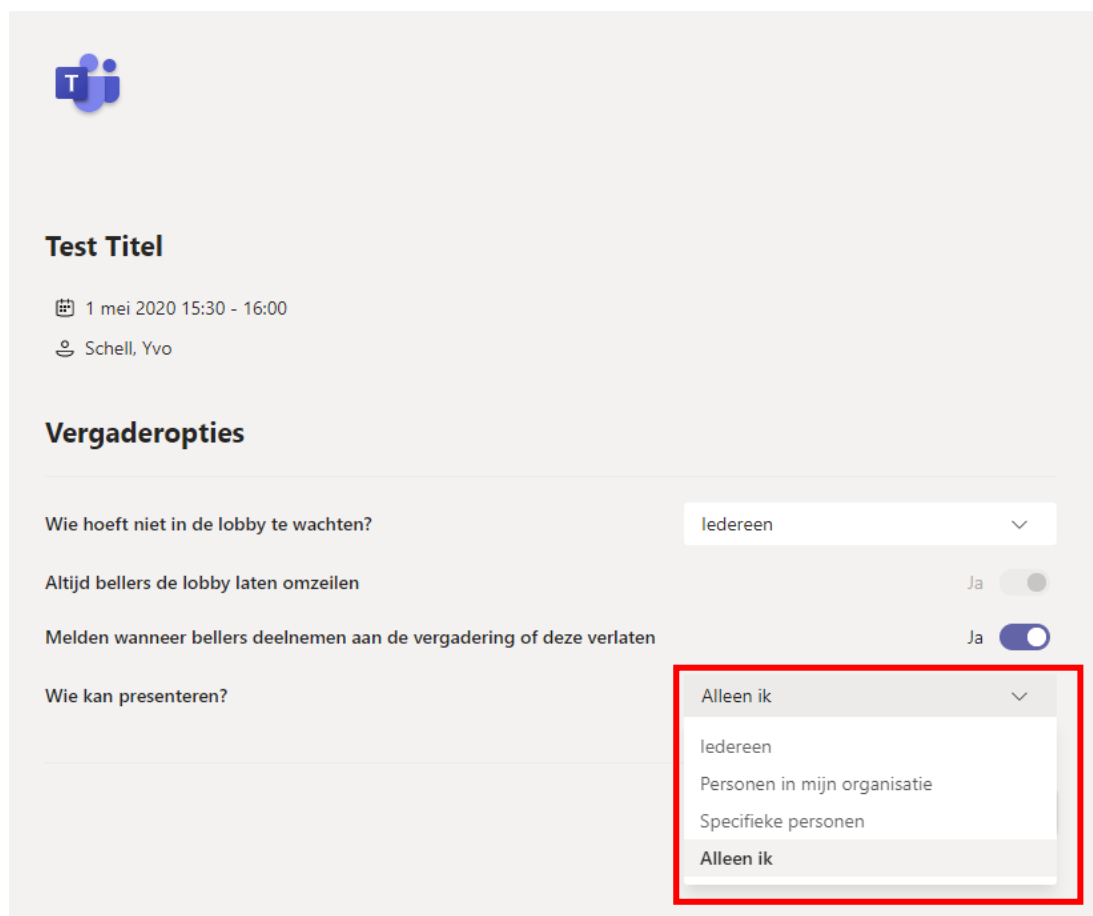 T
Test Titel
1 mei 2020 15:30 - 16:00
Schell, Yvo
Vergaderopties
Wie hoeft niet in de lobby te wachten? Iedereen
Altijd bellers de lobby laten omzeilen Ja
Melden wanneer bellers deelnemen aan de vergadering of deze verlaten Ja
Wie kan presenteren? Alleen ik
Iedereen
Personen in mijn organisatie
Specifieke personen
Alleen ik